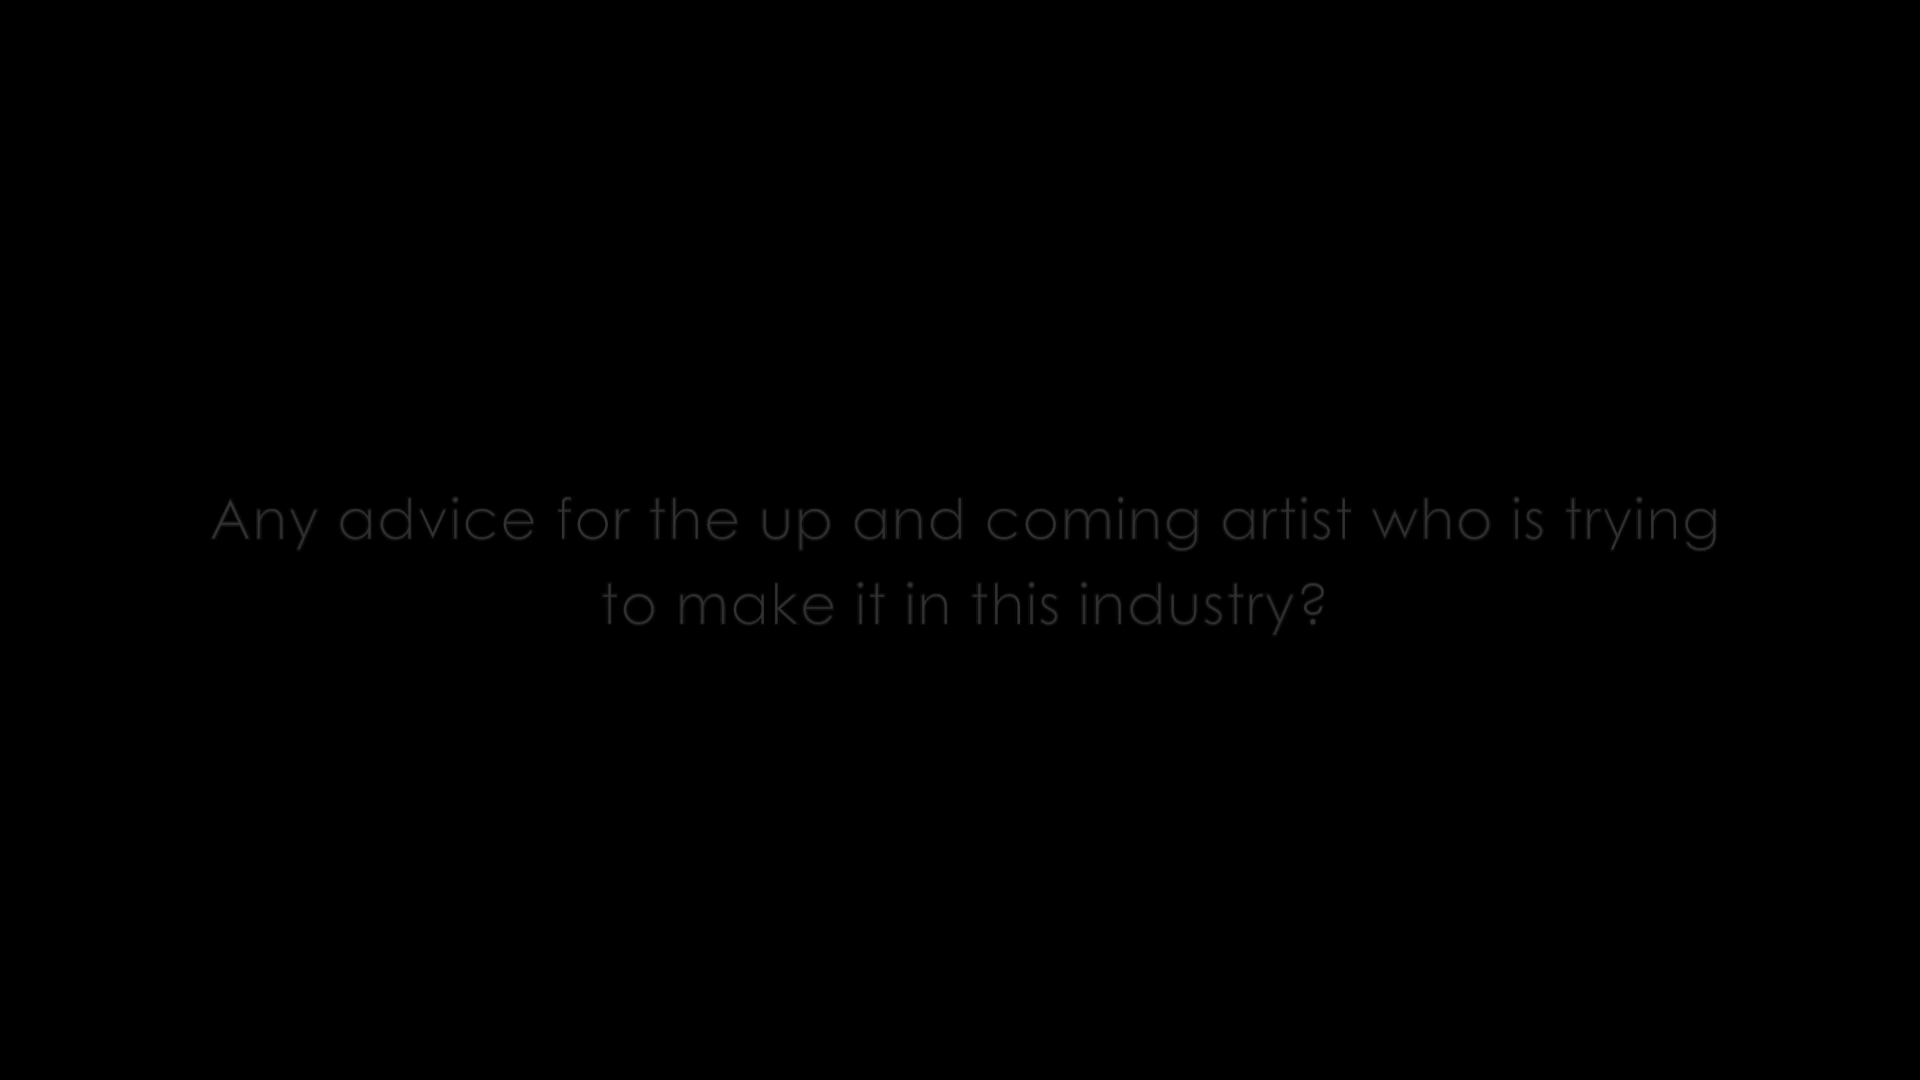 Any advice for the up and coming artist who is trying
to make it in this industry?